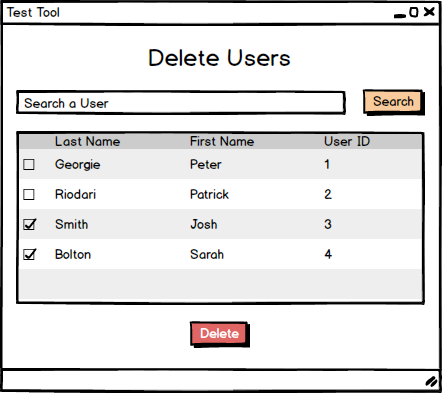 Test Tool
Delete Users
Search a User
Search
Last Name First Name User ID
Georgie Peter 1
Riodari Patrick 2
Smith Josh 3
Bolton Sarah 4
Delete